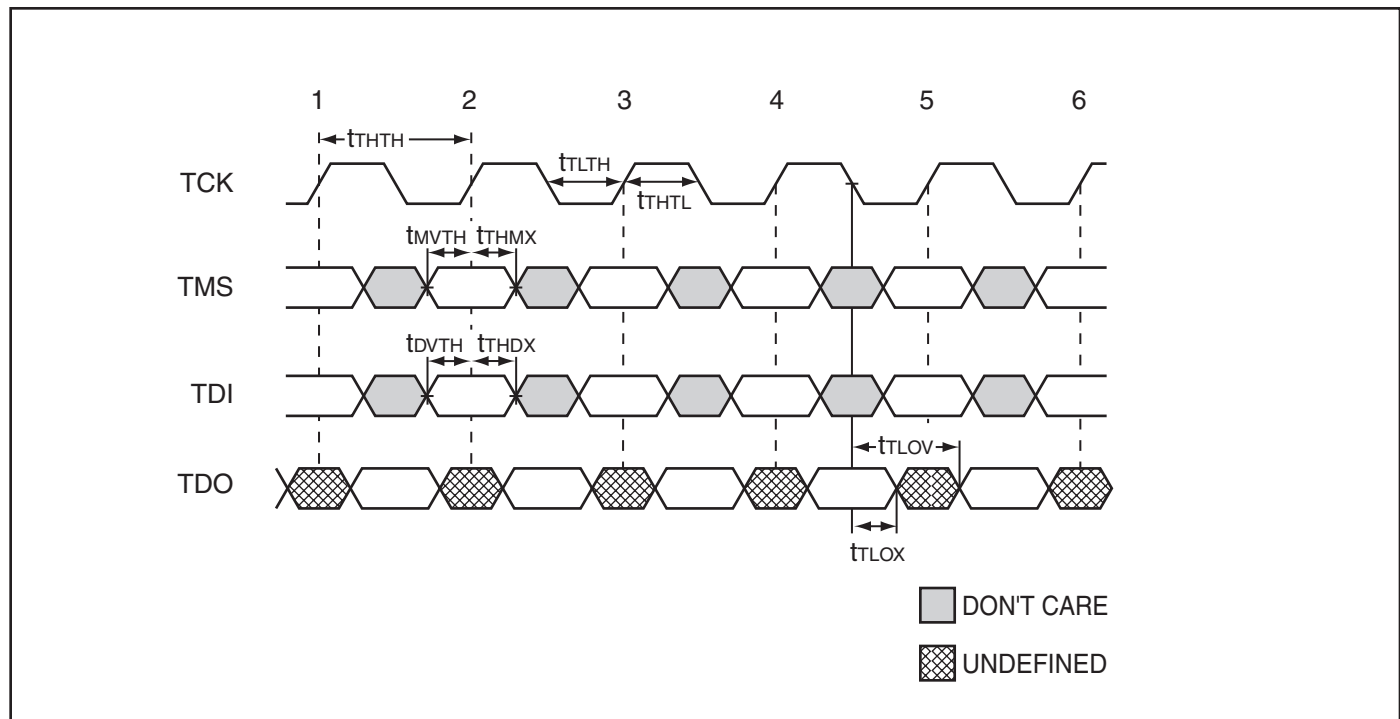 1 2 3 4 5 6
tTHTH
tTLTH
TCK
tTHTL
tMVTH tTHMX
TMS
tDVTH tTHDX
TDI
tTLOV
TDO
tTLOX
DON'T CARE
UNDEFINED